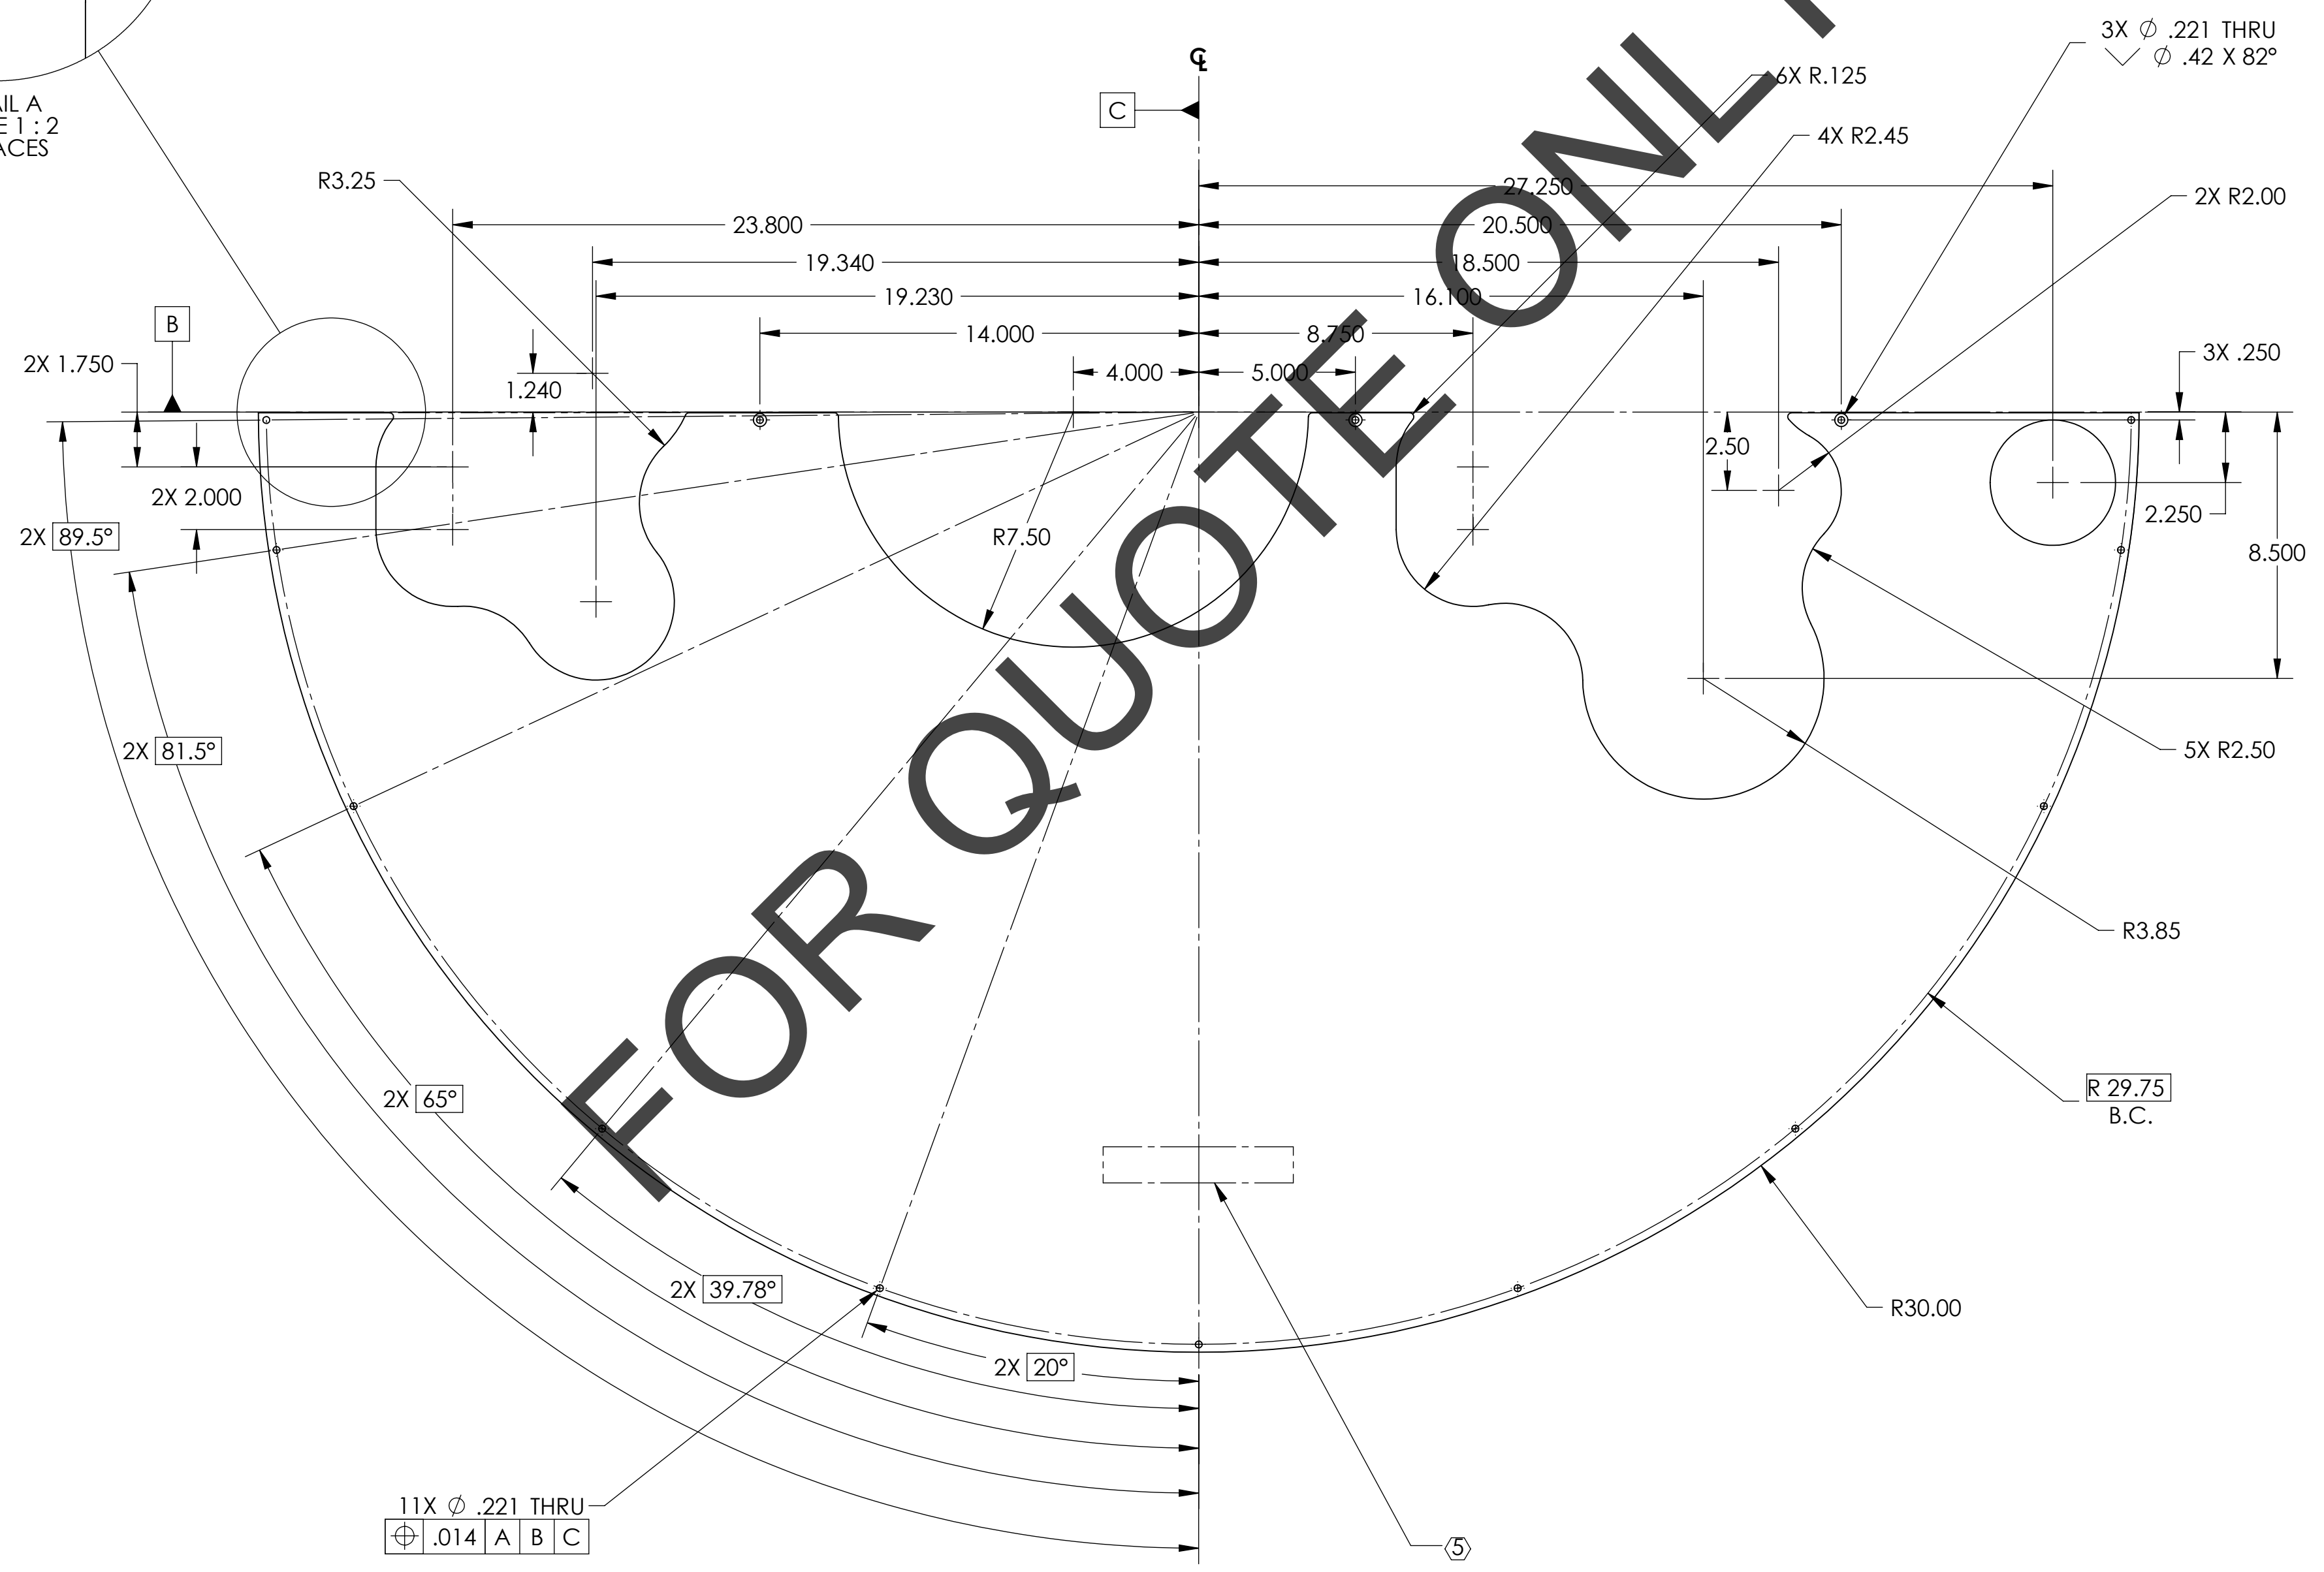 AIL A
E 1 : 2
ACES
℄
C
3X ⌀ .221 THRU
⌵ ⌀ .42 X 82°
6X R.125
4X R2.45
R3.25
27.250
2X R2.00
23.800
20.500
19.340
18.500
19.230
16.100
B
14.000
8.750
2X 1.750
3X .250
1.240
4.000
5.000
2.50
2X 2.000
2.250
2X 89.5°
R7.50
8.500
2X 81.5°
5X R2.50
R3.85
2X 65°
R 29.75
B.C.
2X 39.78°
R30.00
2X 20°
11X ⌀ .221 THRU
⌖ .014 A B C
5
FOR QUOTE ONL